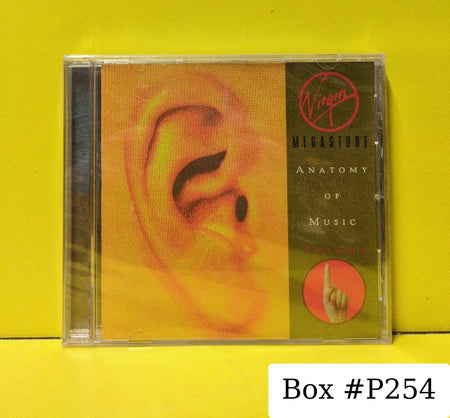 Virgin
MEGASTORE
ANATOMY
OF
MUSIC
Box #P254